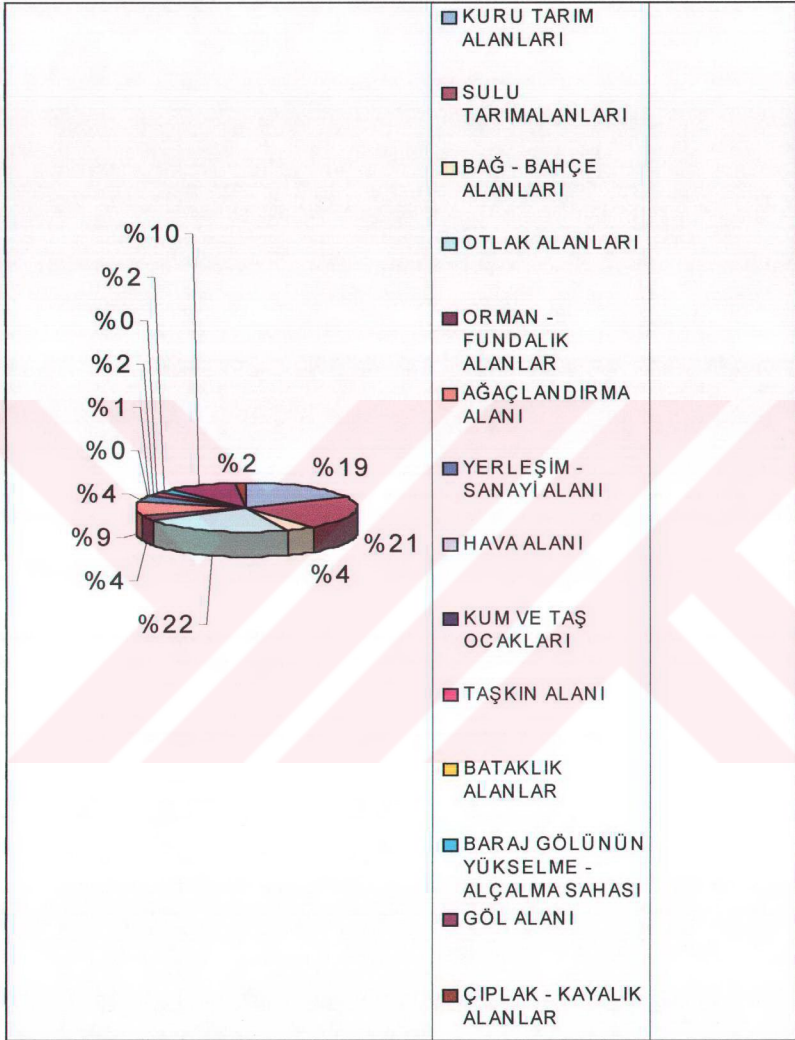 KURU TARIM
ALANLARI
SULU
TARIMALANLARI
BAĞ - BAHÇE
ALANLARI
OTLAK ALANLARI
ORMAN -
FUNDALIK
ALANLAR
AĞAÇLANDIRMA
ALANI
YERLEŞİM -
SANAYİ ALANI
HAVA ALANI
KUM VE TAŞ
OCAKLARI
TAŞKIN ALANI
BATAKLIK
ALANLAR
BARAJ GÖLÜNÜN
YÜKSELME -
ALÇALMA SAHASI
GÖL ALANI
ÇIPLAK - KAYALIK
ALANLAR
%10
%2
%0
%2
%1
%0
%4
%9
%4
%22
%4
%21
%19
%2